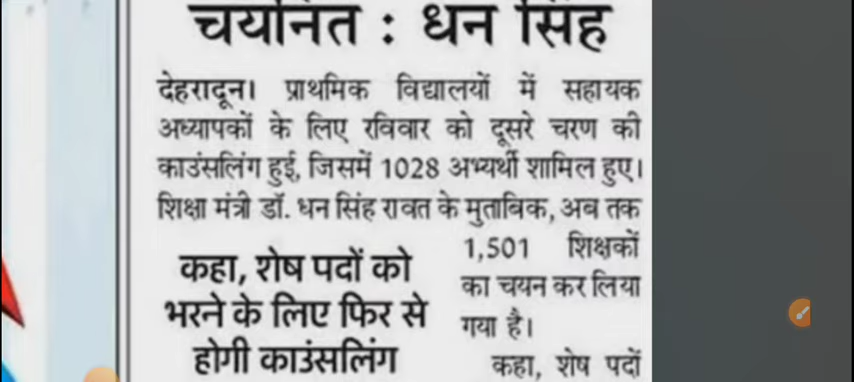 चयनित : धन सिंह
देहरादून। प्राथमिक विद्यालयों में सहायक
अध्यापकों के लिए रविवार को दूसरे चरण की
काउंसलिंग हुई, जिसमें 1028 अभ्यर्थी शामिल हुए।
शिक्षा मंत्री डॉ. धन सिंह रावत के मुताबिक, अब तक
1,501 शिक्षकों
का चयन कर लिया
गया है।
कहा, शेष पदों
कहा, शेष पदों को
भरने के लिए फिर से
होगी काउंसलिंग